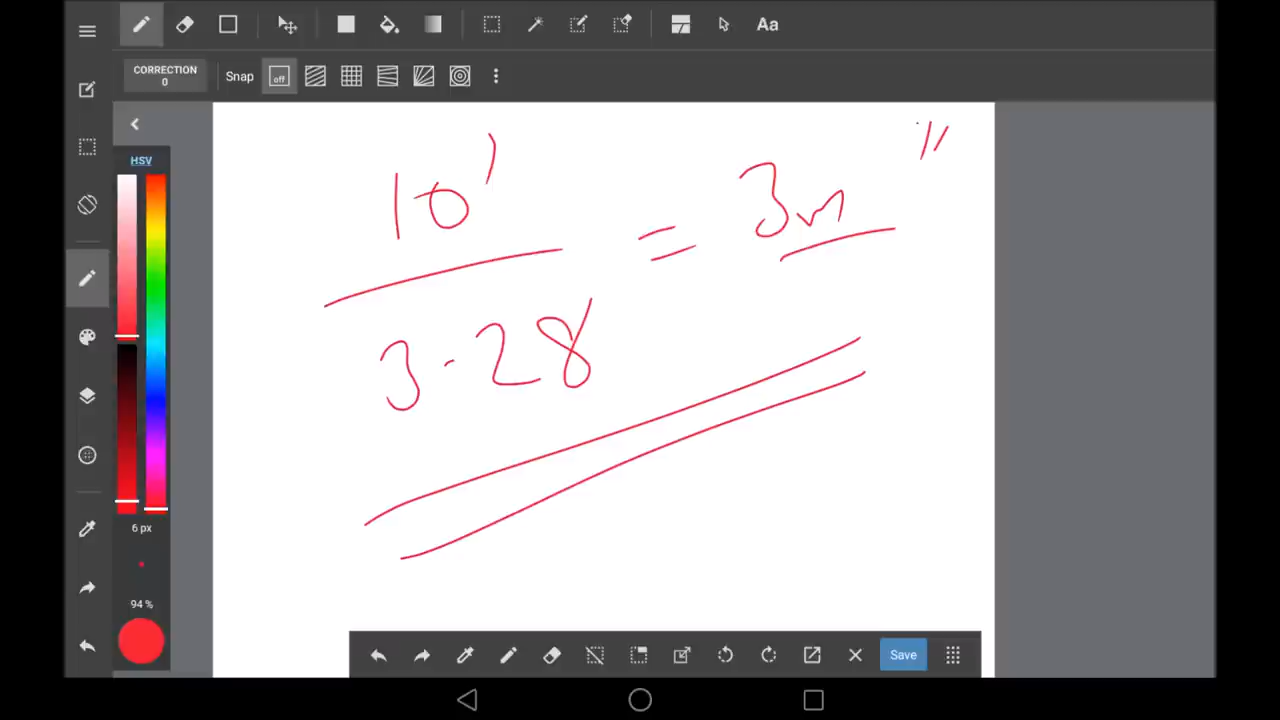 Aa
CORRECTION
0
Snap
off
HSV
10' = 3m "
3.28
6 px
94 %
Save